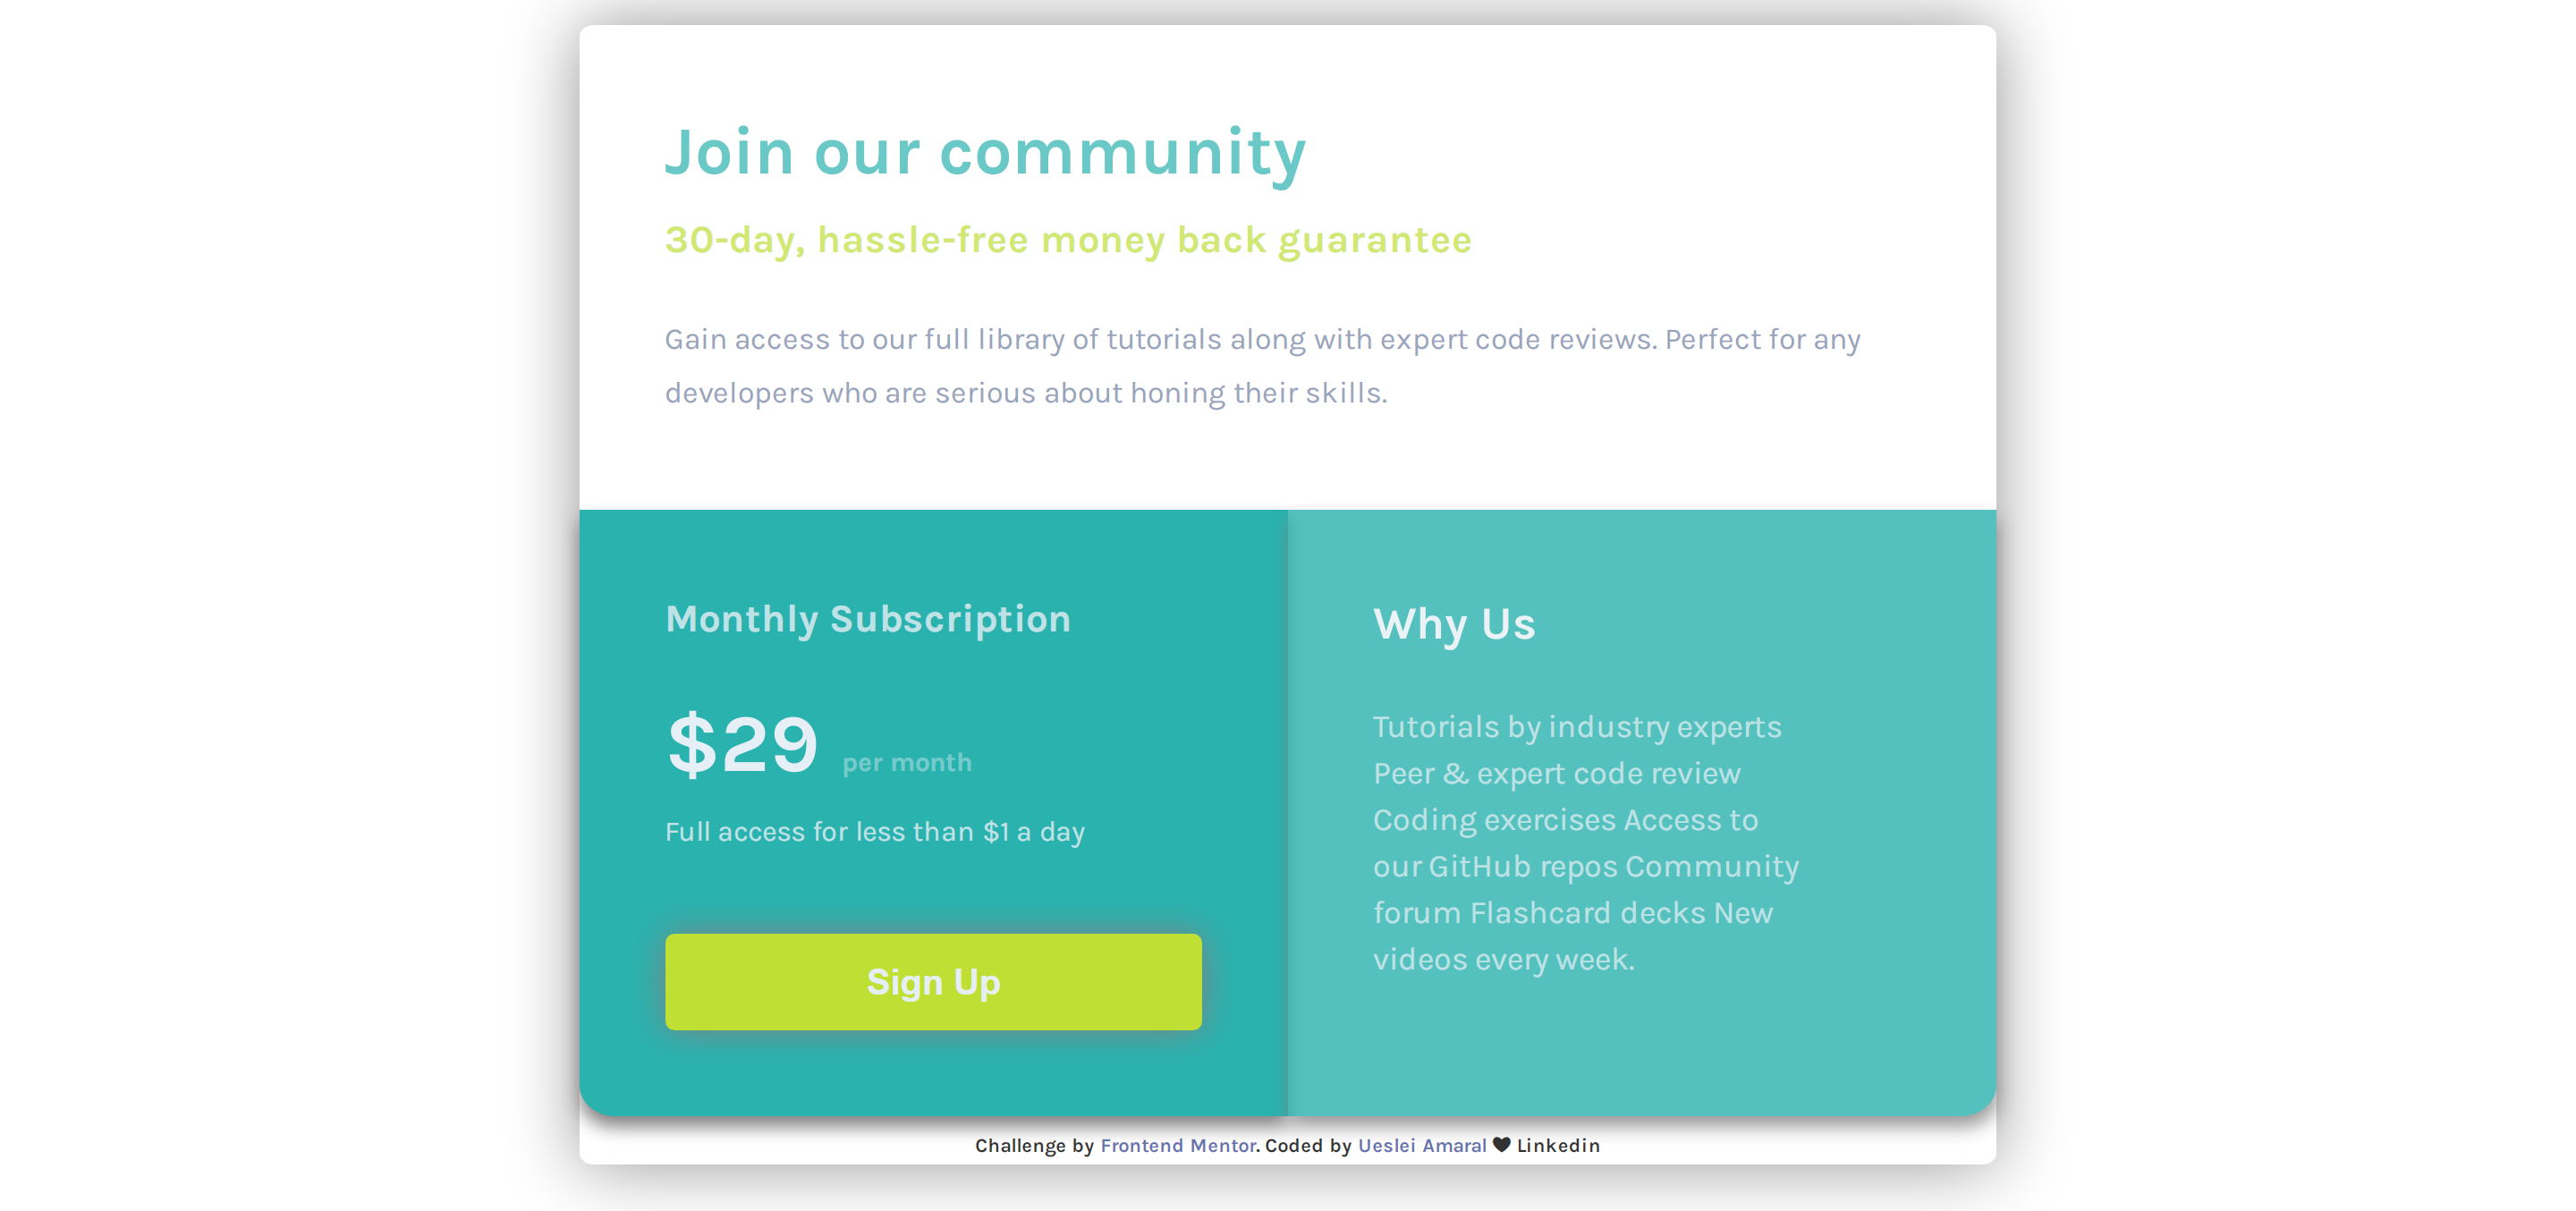 Join our community
30-day, hassle-free money back guarantee
Gain access to our full library of tutorials along with expert code reviews. Perfect for any
developers who are serious about honing their skills.
Monthly Subscription
$29 per month
Full access for less than $1 a day
Sign Up
Why Us
Tutorials by industry experts
Peer & expert code review
Coding exercises Access to
our GitHub repos Community
forum Flashcard decks New
videos every week.
Challenge by Frontend Mentor. Coded by Ueslei Amaral Linkedin